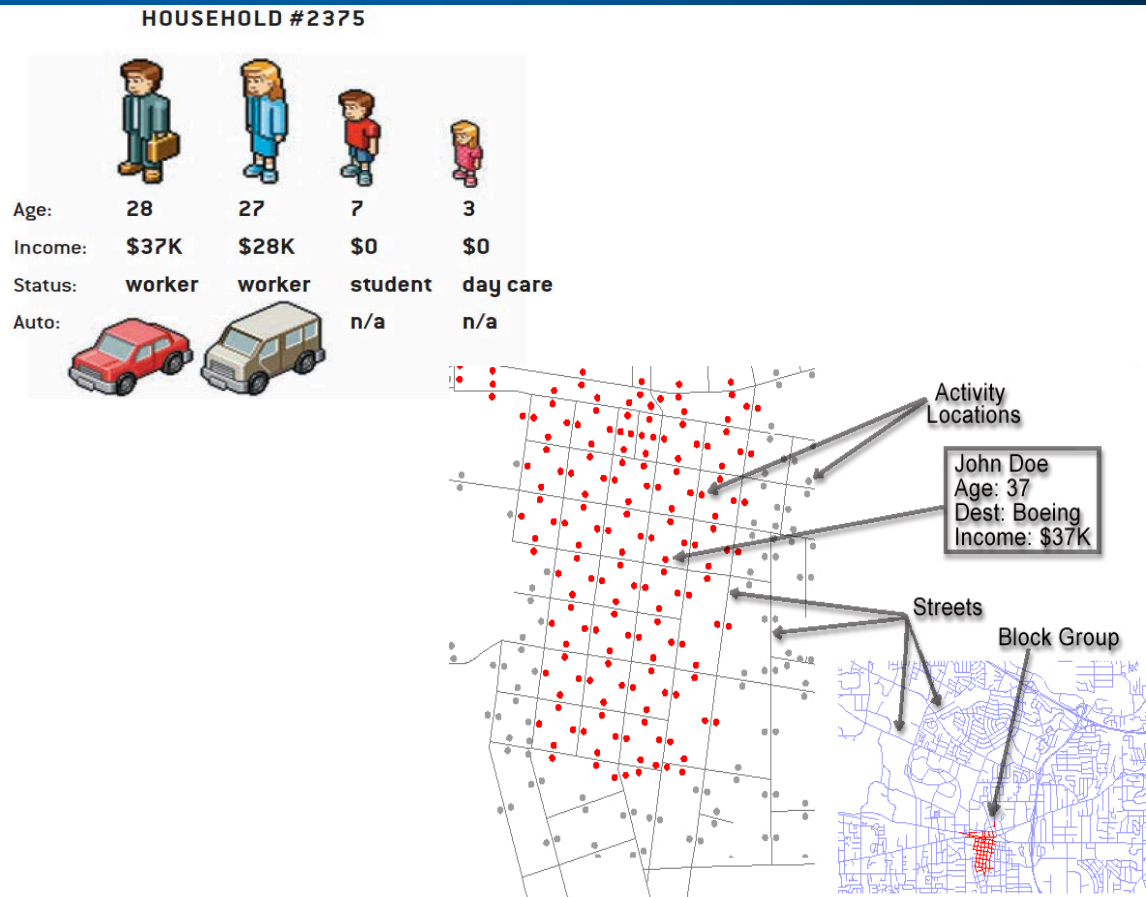 HOUSEHOLD #2375
Age: 28 27 7 3
Income: $37K $28K $0 $0
Status: worker worker student day care
Auto: n/a n/a
Activity
Locations
John Doe
Age: 37
Dest: Boeing
Income: $37K
Streets
Block Group